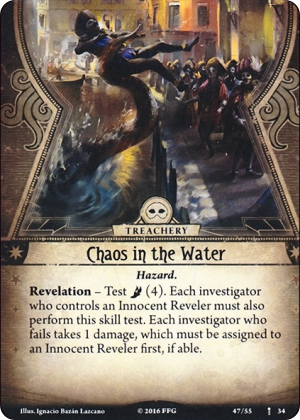 TREACHERY
Chaos in the Water
Hazard.
Revelation – Test (4). Each investigator
who controls an Innocent Reveler must also
perform this skill test. Each investigator who
fails takes 1 damage, which must be assigned to
an Innocent Reveler first, if able.
Illus. Ignacio Bazán Lazcano © 2016 FFG 47/55 34